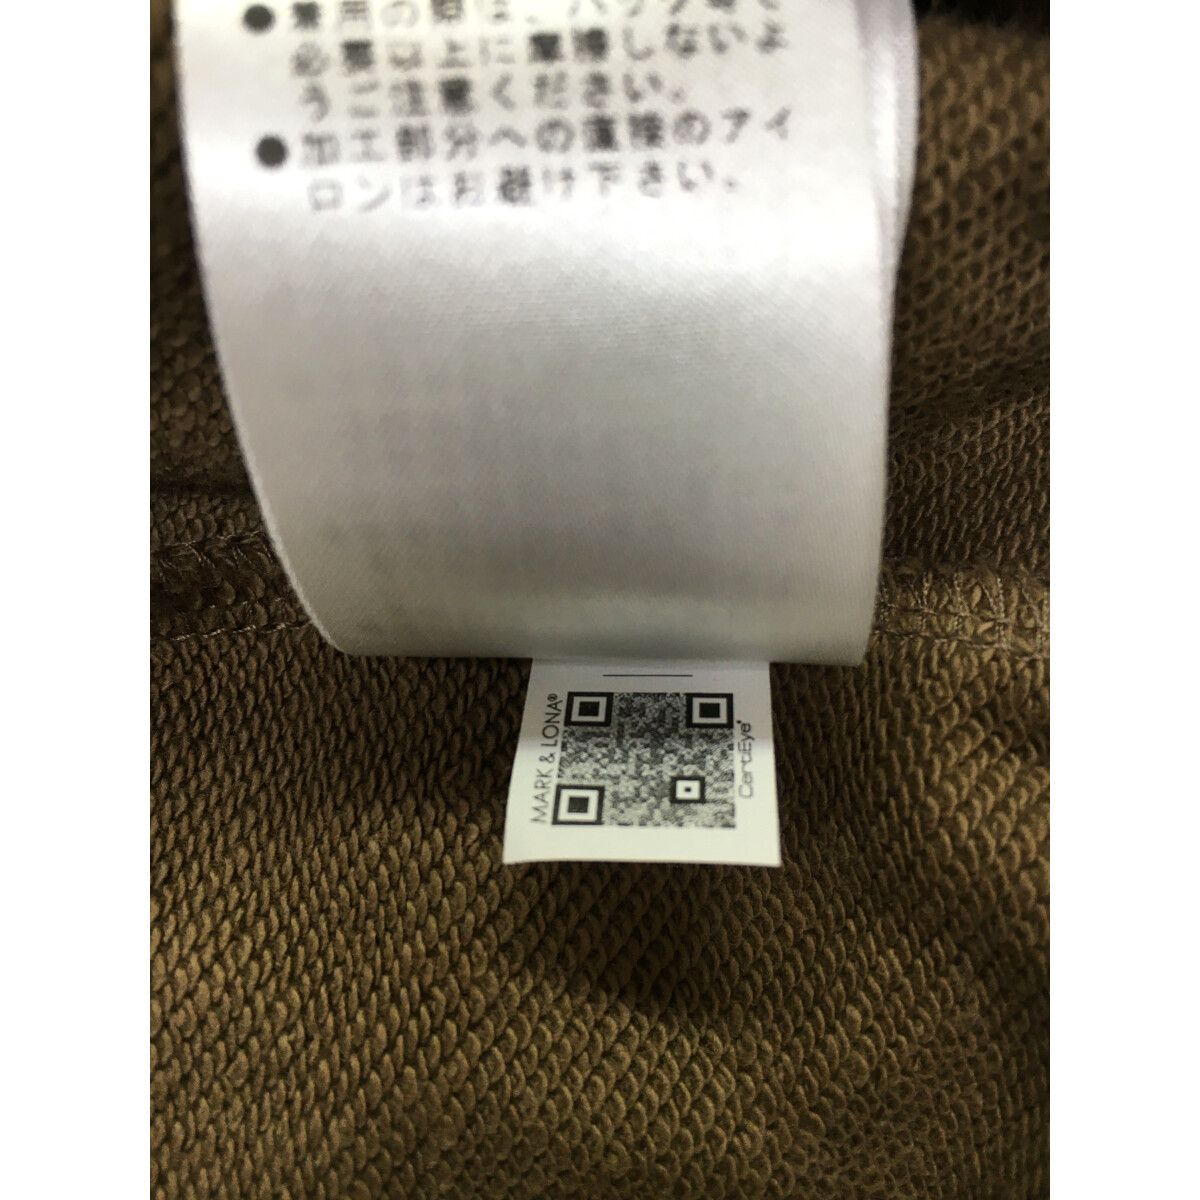 ●着用の際は、バッグ等で
必要以上に摩擦しないよ
うご注意ください。
●加工部分への直接のアイ
ロンはお避け下さい。
MARK & LONA®
CertiEye